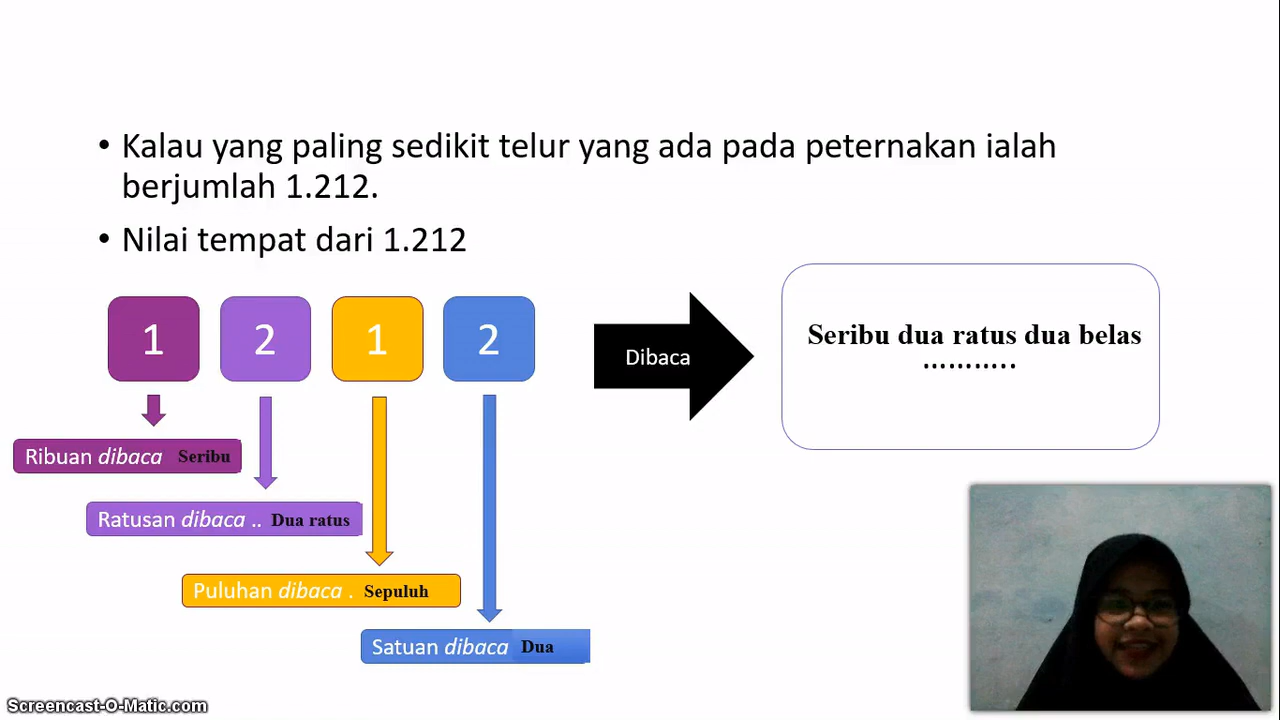 • Kalau yang paling sedikit telur yang ada pada peternakan ialah
berjumlah 1.212.
• Nilai tempat dari 1.212
1 2 1 2
Dibaca
Seribu dua ratus dua belas
...........
Ribuan dibaca Seribu
Ratusan dibaca .. Dua ratus
Puluhan dibaca . Sepuluh
Satuan dibaca Dua
Screencast-O-Matic.com